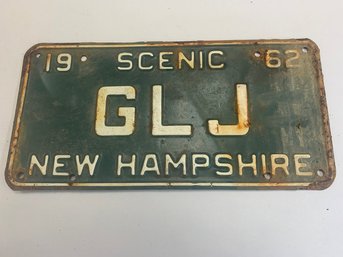 19 SCENIC 62
GLJ
NEW HAMPSHIRE